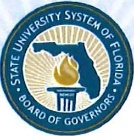 STATE UNIVERSITY SYSTEM OF FLORIDA
BOARD OF GOVERNORS